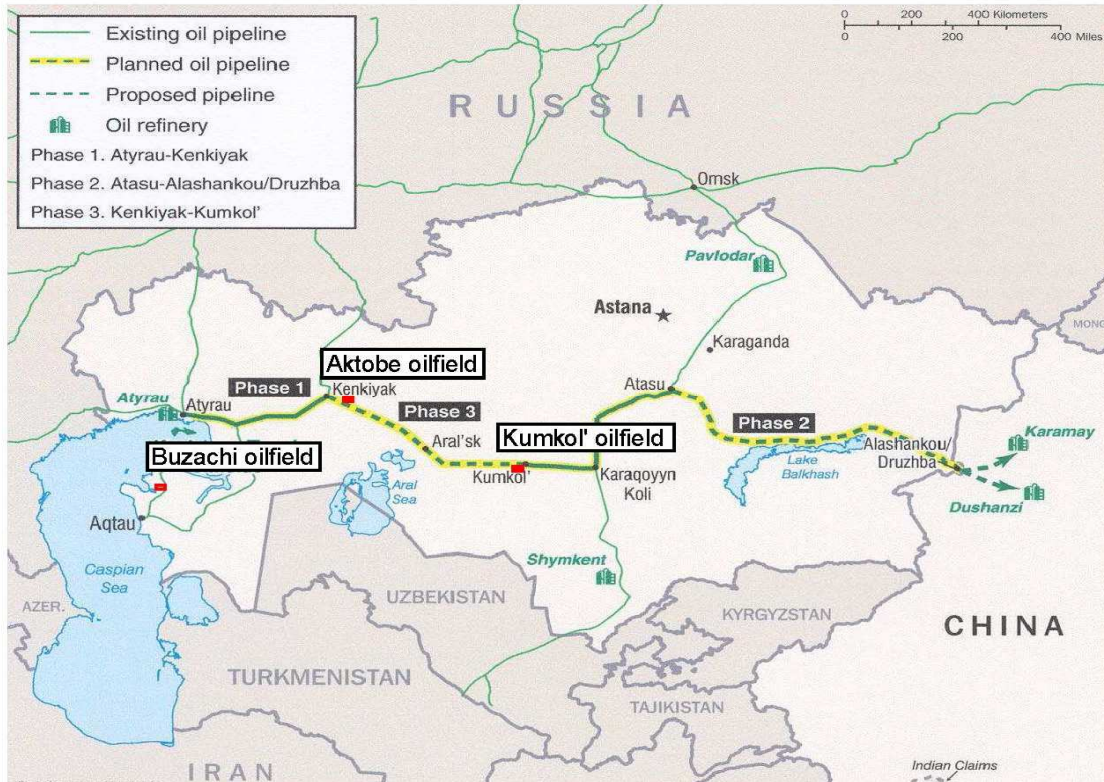 Existing oil pipeline
Planned oil pipeline
Proposed pipeline
Oil refinery
Phase 1. Atyrau-Kenkiyak
Phase 2. Atasu-Alashankou/Druzhba
Phase 3. Kenkiyak-Kumkol’
200 400 Kilometers
0
0 200 400 Miles
RUSSIA
Omsk
Pavlodar
Astana
Karaganda
MONG
Aktobe oilfield
Phase 1
Kenkiyak
Atasu
Atyrau
Atyrau
Phase 3
Kumkol' oilfield
Phase 2
Karamay
Aral’sk
Alashankou/
Druzhba
Buzachi oilfield
Kumkol’
Karaqoyyn
Koli
Lake
Balkhash
Aral
Sea
Dushanzi
Aqtau
Shymkent
Caspian
Sea
UZBEKISTAN
AZER.
KYRGYZSTAN
CHINA
TURKMENISTAN
TAJIKISTAN
IRAN
Indian Claims